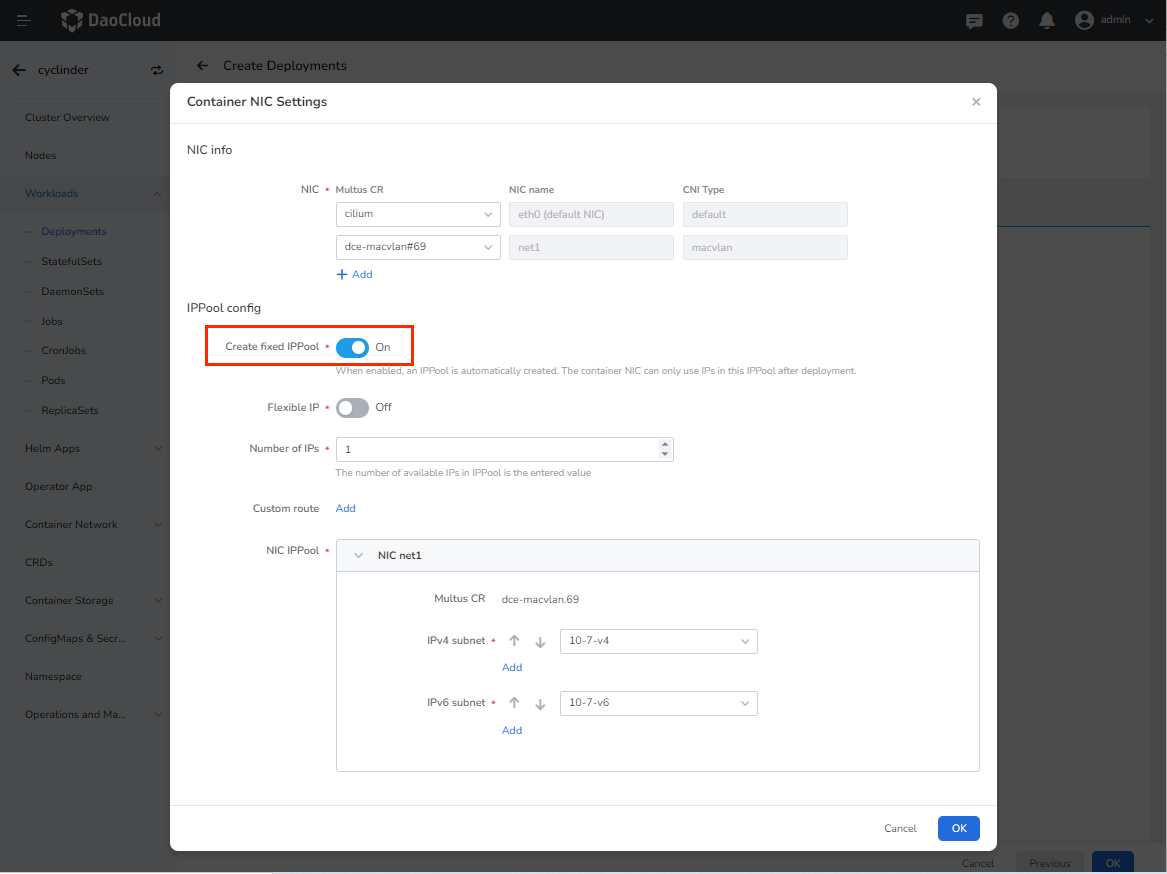 DaoCloud
admin
cyclinder
Create Deployments
Cluster Overview
Nodes
Workloads
Deployments
StatefulSets
DaemonSets
Jobs
CronJobs
Pods
ReplicaSets
Helm Apps
Operator App
Container Network
CRDs
Container Storage
ConfigMaps & Secr...
Namespace
Operations and Ma...
Container NIC Settings
NIC info
NIC * Multus CR NIC name CNI Type
cilium eth0 (default NIC) default
dce-macvlan#69 net1 macvlan
+ Add
IPPool config
Create fixed IPPool * On
When enabled, an IPPool is automatically created. The container NIC can only use IPs in this IPPool after deployment.
Flexible IP * Off
Number of IPs * 1
The number of available IPs in IPPool is the entered value
Custom route Add
NIC IPPool * NIC net1
Multus CR dce-macvlan.69
IPv4 subnet * 10-7-v4
Add
IPv6 subnet * 10-7-v6
Add
Cancel OK
Cancel Previous OK